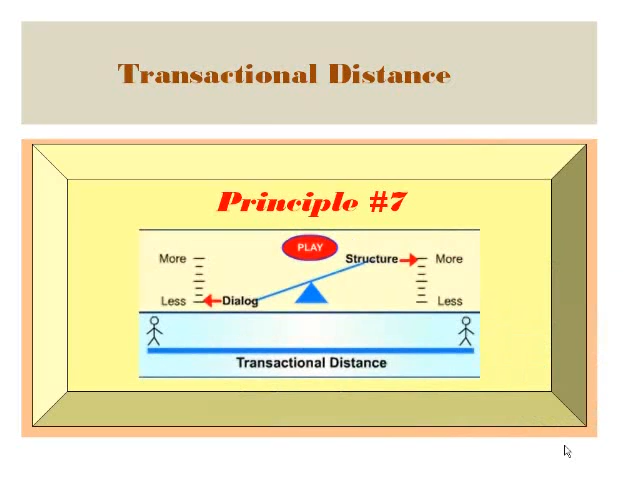 Transactional Distance
Principle #7
PLAY
More Structure More
Less Dialog Less
Transactional Distance